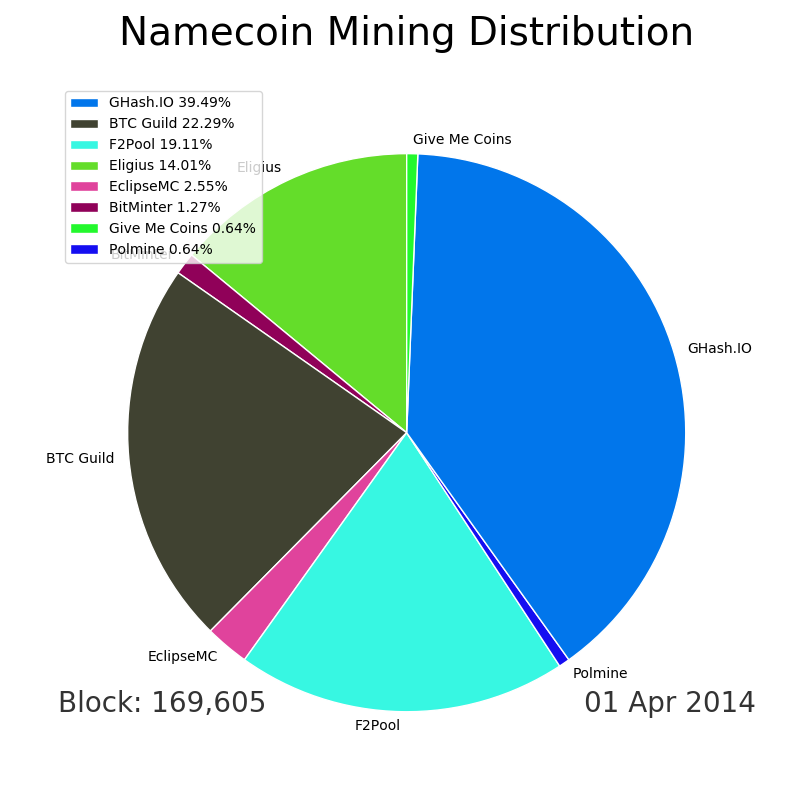 Namecoin Mining Distribution
GHash.IO 39.49%
BTC Guild 22.29%
F2Pool 19.11%
Eligius 14.01%
EclipseMC 2.55%
BitMinter 1.27%
Give Me Coins 0.64%
Polmine 0.64%
Give Me Coins
Eligius
BitMinter
GHash.IO
BTC Guild
EclipseMC
Polmine
F2Pool
Block: 169,605
01 Apr 2014